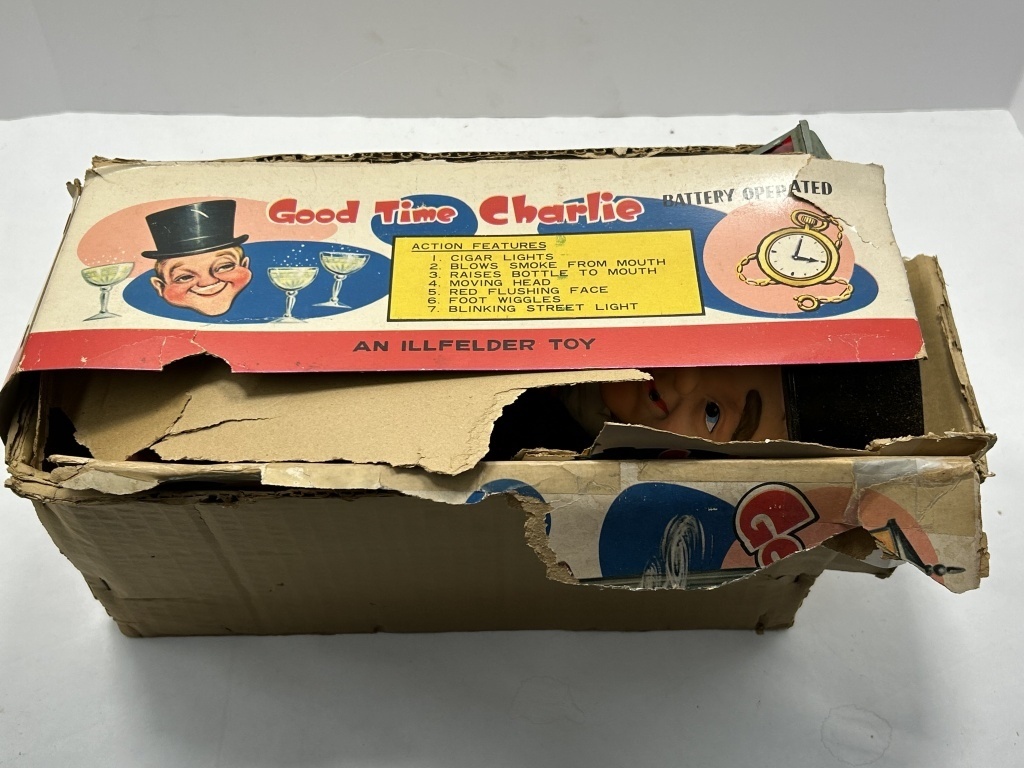 Good Time Charlie
BATTERY OPERATED
ACTION FEATURES
1. CIGAR LIGHTS
2. BLOWS SMOKE FROM MOUTH
3. RAISES BOTTLE TO MOUTH
4. MOVING HEAD
5. RED FLUSHING FACE
6. FOOT WIGGLES
7. BLINKING STREET LIGHT
AN ILLFELDER TOY
Go